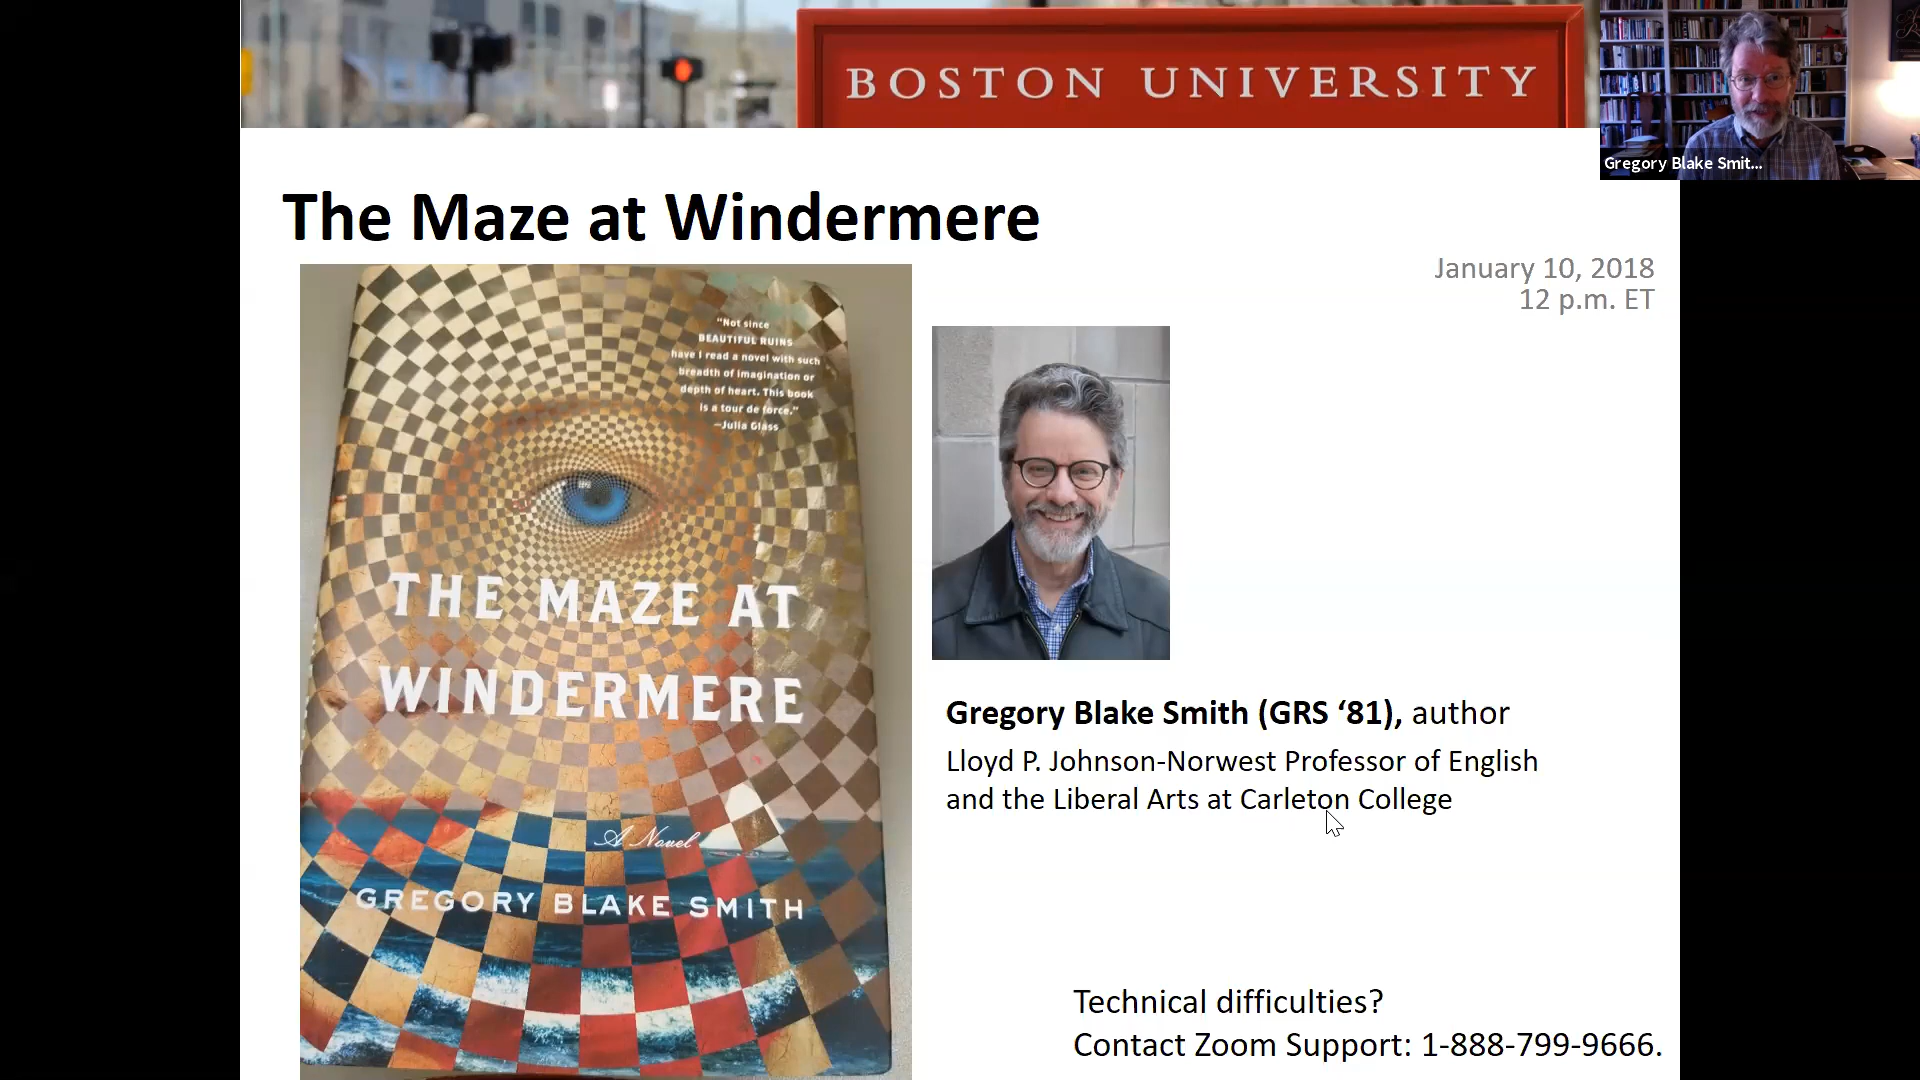 BOSTON UNIVERSITY
Gregory Blake Smit...
The Maze at Windermere
January 10, 2018
12 p.m. ET
“Not since
BEAUTIFUL RUINS
have I read a novel with such
breadth of imagination or
depth of heart. This book
is a tour de force.”
—Julia Glass
THE MAZE AT
WINDERMERE
A Novel
GREGORY BLAKE SMITH
Gregory Blake Smith (GRS ‘81), author
Lloyd P. Johnson-Norwest Professor of English
and the Liberal Arts at Carleton College
Technical difficulties?
Contact Zoom Support: 1-888-799-9666.